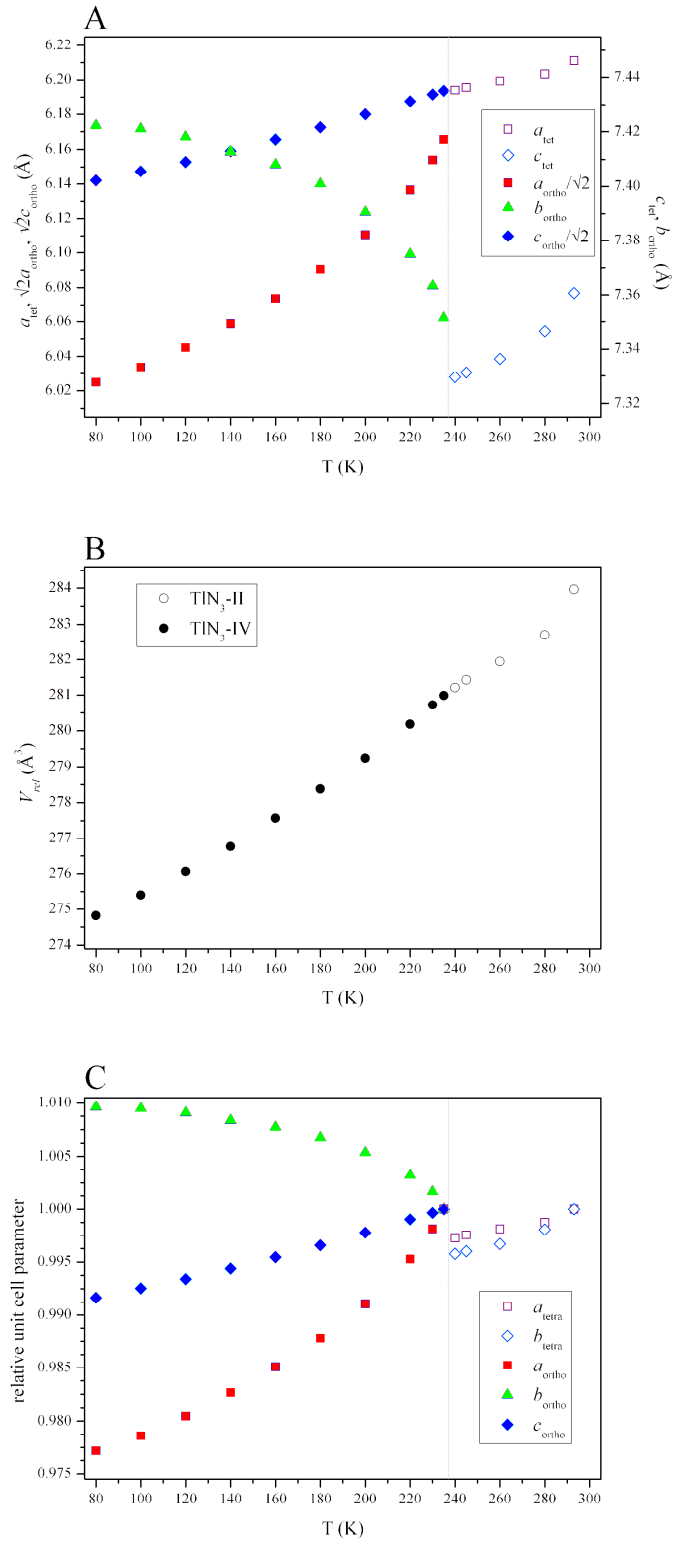 A
6.22
6.20
6.18
6.16
6.14
6.12
6.10
6.08
6.06
6.04
6.02
a_tet, √2a_ortho, √2c_ortho (Å)
7.44
7.42
7.40
7.38
7.36
7.33
7.32
c_tet, b_ortho (Å)
a_tet
c_tet
a_ortho/√2
b_ortho
c_ortho/√2
80 100 120 140 160 180 200 220 240 260 280 300
T (K)
B
284
283
282
281
280
279
278
277
276
275
274
V_rel (Å³)
TlN₃-II
TlN₃-IV
80 100 120 140 160 180 200 220 240 260 280 300
T (K)
C
1.010
1.005
1.000
0.995
0.990
0.985
0.980
0.975
relative unit cell parameter
a_tetra
b_tetra
a_ortho
b_ortho
c_ortho
80 100 120 140 160 180 200 220 240 260 280 300
T (K)